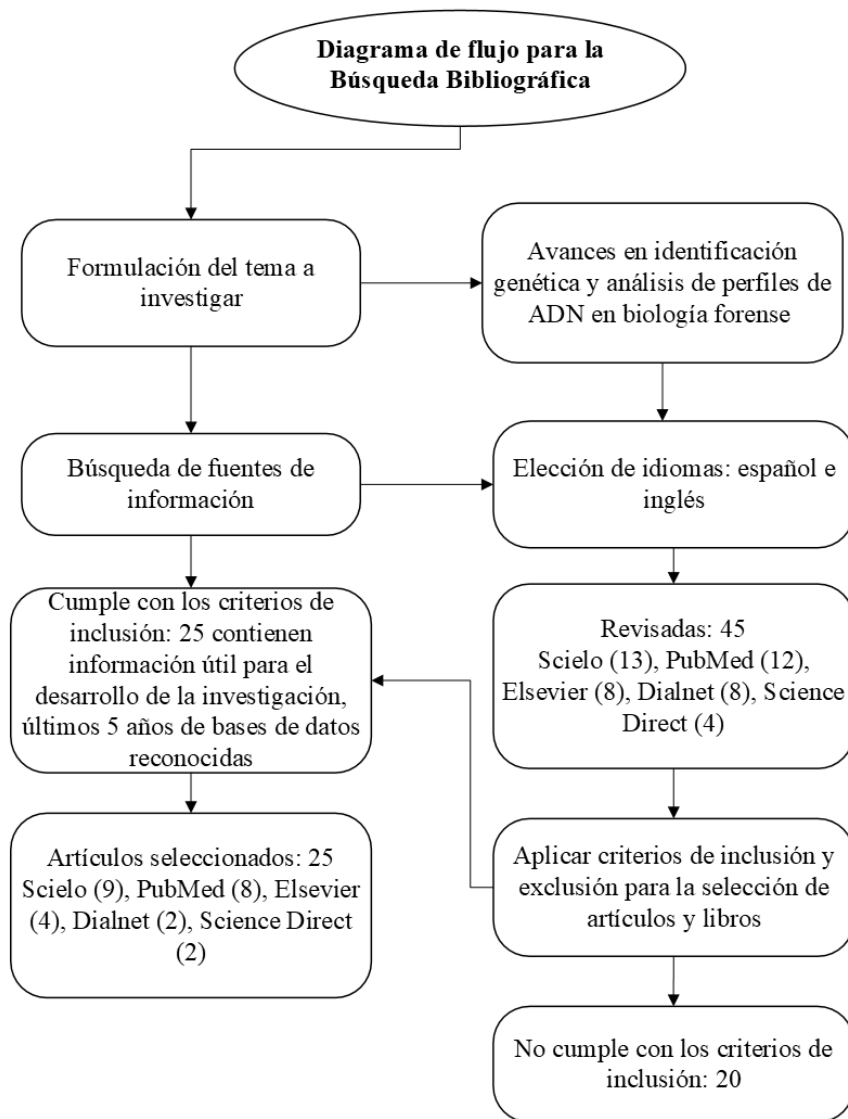 Diagrama de flujo para la
Búsqueda Bibliográfica
Formulación del tema a
investigar
Avances en identificación
genética y análisis de perfiles de
ADN en biología forense
Búsqueda de fuentes de
información
Elección de idiomas: español e
inglés
Cumple con los criterios de
inclusión: 25 contienen
información útil para el
desarrollo de la investigación,
últimos 5 años de bases de datos
reconocidas
Revisadas: 45
Scielo (13), PubMed (12),
Elsevier (8), Dialnet (8), Science
Direct (4)
Artículos seleccionados: 25
Scielo (9), PubMed (8), Elsevier
(4), Dialnet (2), Science Direct
(2)
Aplicar criterios de inclusión y
exclusión para la selección de
artículos y libros
No cumple con los criterios de
inclusión: 20